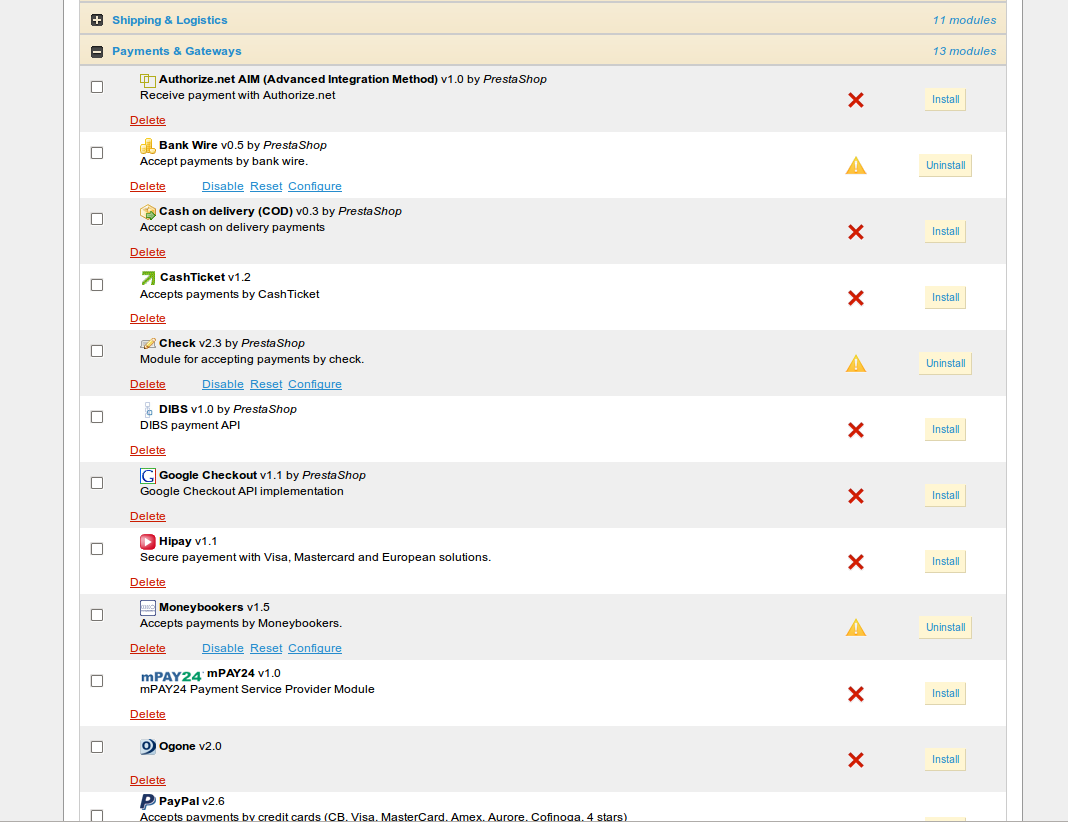 Shipping & Logistics 11 modules
Payments & Gateways 13 modules
Authorize.net AIM (Advanced Integration Method) v1.0 by PrestaShop
Receive payment with Authorize.net
Install
Delete
Bank Wire v0.5 by PrestaShop
Accept payments by bank wire.
Uninstall
Delete Disable Reset Configure
Cash on delivery (COD) v0.3 by PrestaShop
Accept cash on delivery payments
Install
Delete
CashTicket v1.2
Accepts payments by CashTicket
Install
Delete
Check v2.3 by PrestaShop
Module for accepting payments by check.
Uninstall
Delete Disable Reset Configure
DIBS v1.0 by PrestaShop
DIBS payment API
Install
Delete
Google Checkout v1.1 by PrestaShop
Google Checkout API implementation
Install
Delete
Hipay v1.1
Secure payement with Visa, Mastercard and European solutions.
Install
Delete
Moneybookers v1.5
Accepts payments by Moneybookers.
Uninstall
Delete Disable Reset Configure
mPAY24 mPAY24 v1.0
mPAY24 Payment Service Provider Module
Install
Delete
Ogone v2.0
Install
Delete
PayPal v2.6
Accepts payments by credit cards (CB, Visa, MasterCard, Amex, Aurore, Cofinoga, 4 stars)